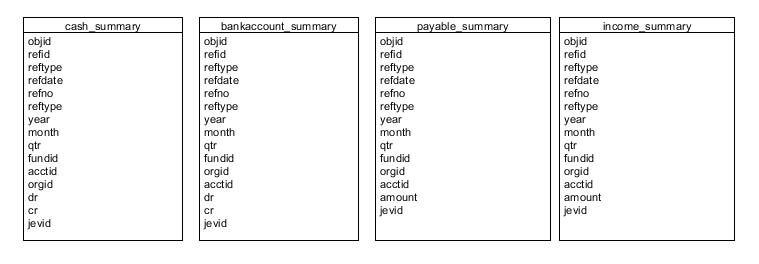 cash_summary
objid
refid
reftype
refdate
refno
reftype
year
month
qtr
fundid
acctid
orgid
dr
cr
jevid
bankaccount_summary
objid
refid
reftype
refdate
refno
reftype
year
month
qtr
fundid
orgid
acctid
dr
cr
jevid
payable_summary
objid
refid
reftype
refdate
refno
reftype
year
month
qtr
fundid
orgid
acctid
amount
jevid
income_summary
objid
refid
reftype
refdate
refno
reftype
year
month
qtr
fundid
orgid
acctid
amount
jevid